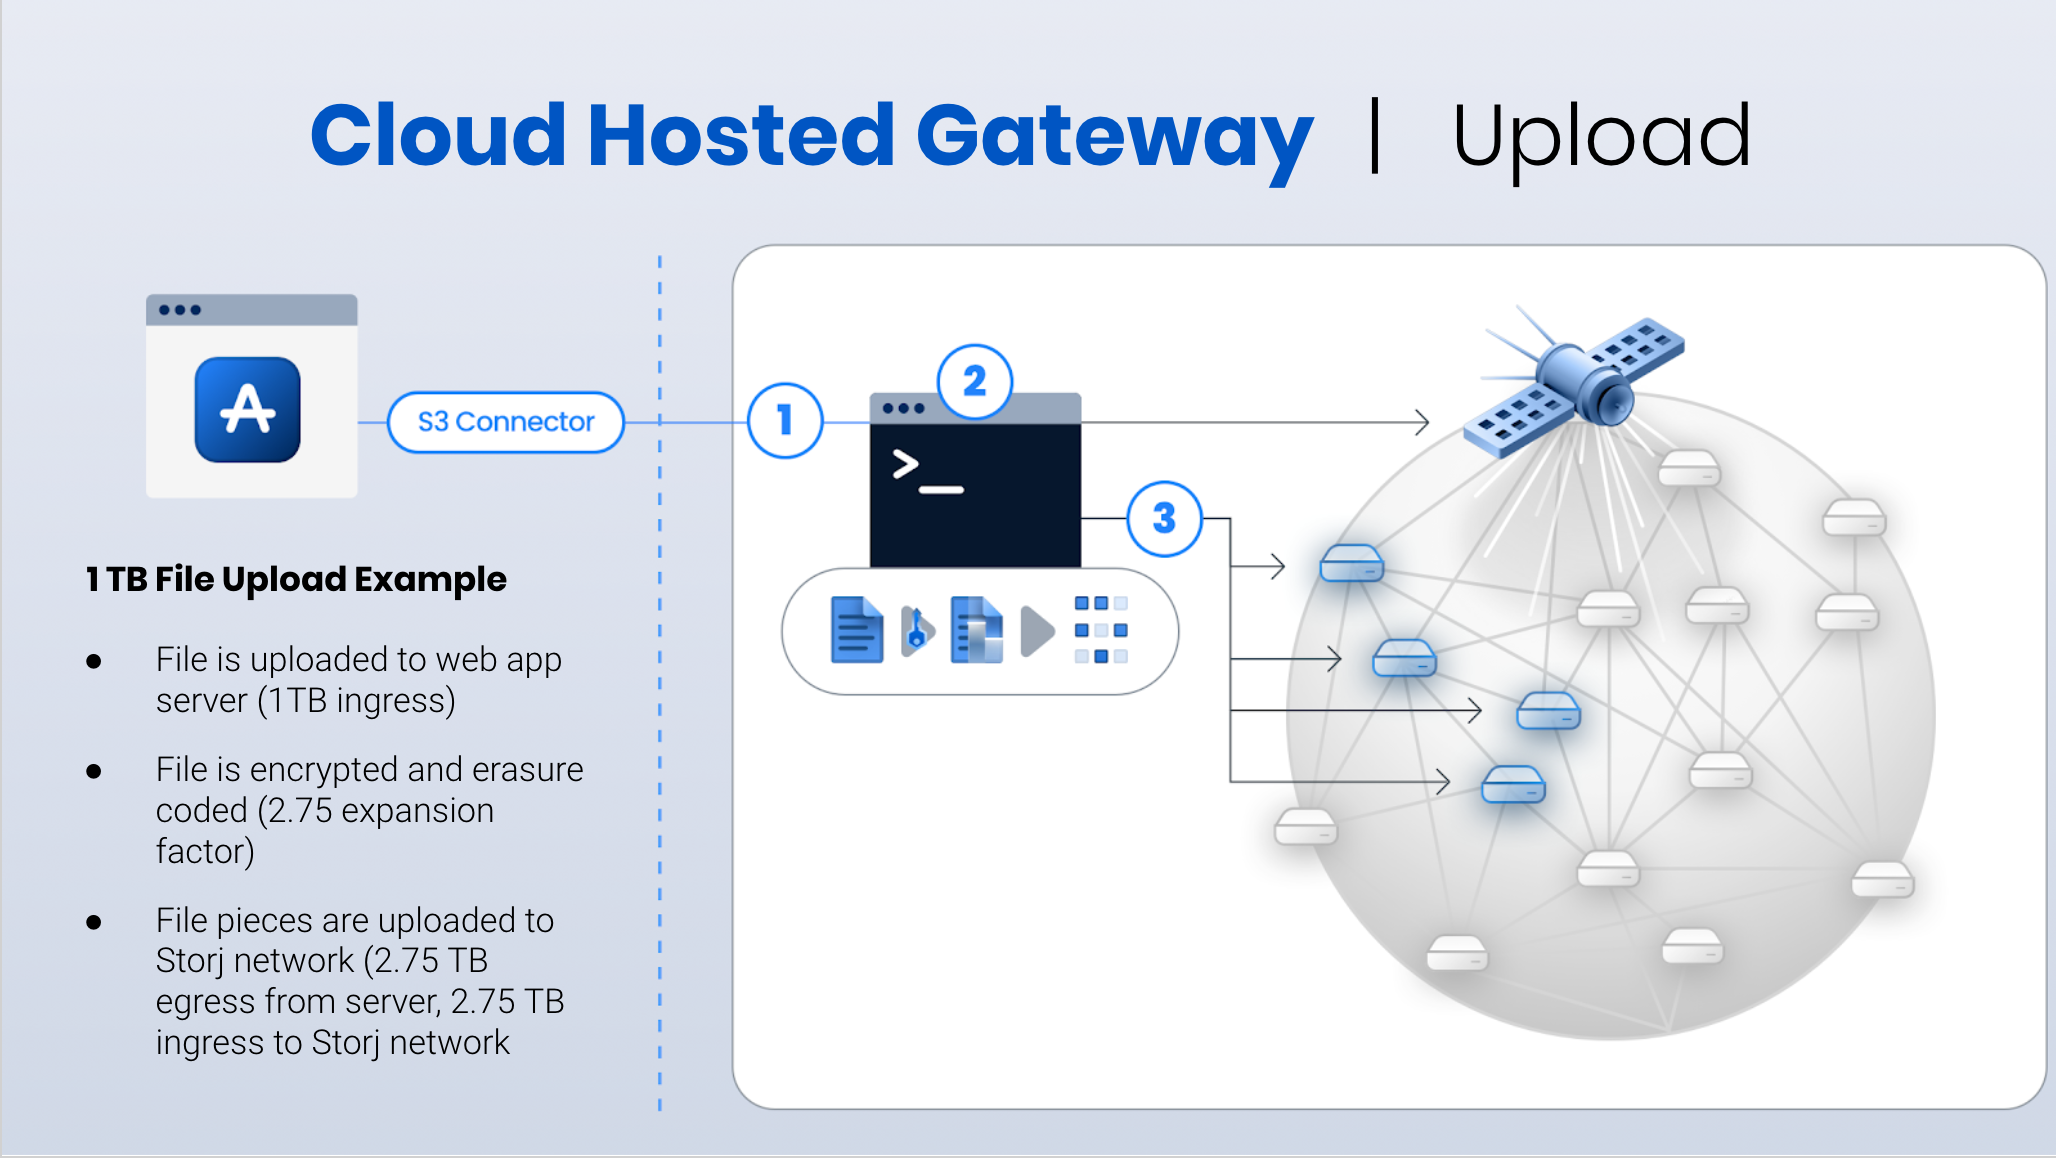 Cloud Hosted Gateway | Upload
S3 Connector
1
2
>_
3
1 TB File Upload Example
● File is uploaded to web app
server (1TB ingress)
● File is encrypted and erasure
coded (2.75 expansion
factor)
● File pieces are uploaded to
Storj network (2.75 TB
egress from server, 2.75 TB
ingress to Storj network